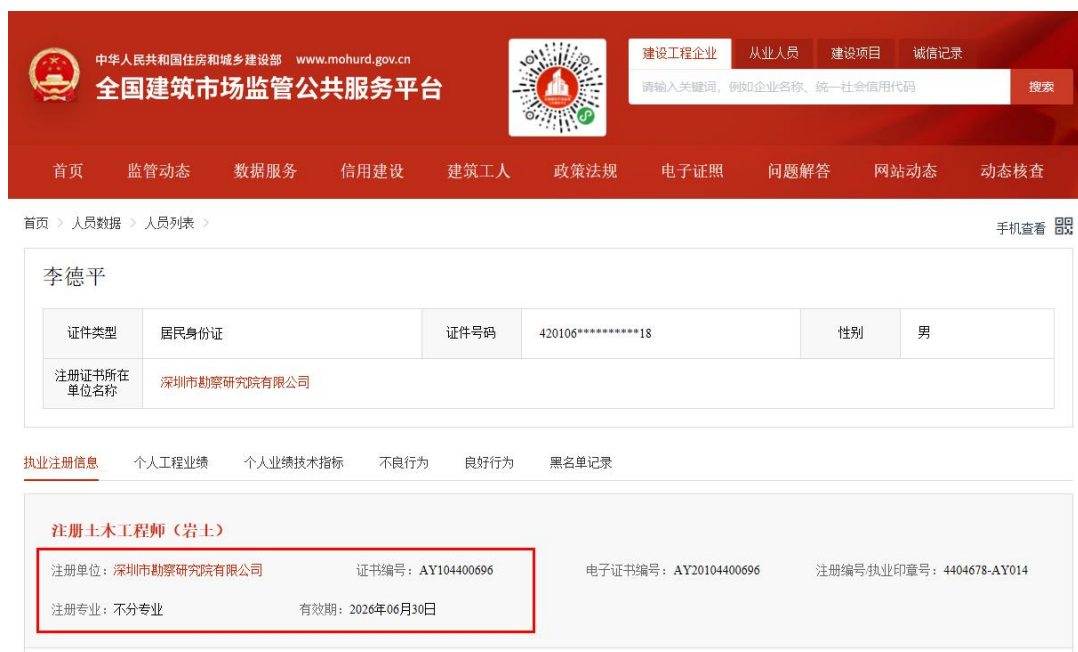 中华人民共和国住房和城乡建设部 www.mohurd.gov.cn
全国建筑市场监管公共服务平台
建设工程企业 从业人员 建设项目 诚信记录
请输入关键词，例如企业名称、统一社会信用代码 搜索
首页 监管动态 数据服务 信用建设 建筑工人 政策法规 电子证照 问题解答 网站动态 动态核查
首页 > 人员数据 > 人员列表 >
手机查看
李德平
证件类型 居民身份证 证件号码 420106**********18 性别 男
注册证书所在
单位名称
深圳市勘察研究院有限公司
执业注册信息 个人工程业绩 个人业绩技术指标 不良行为 良好行为 黑名单记录
注册土木工程师（岩土）
注册单位：深圳市勘察研究院有限公司 证书编号：AY104400696 电子证书编号：AY20104400696 注册编号/执业印章号：4404678-AY014
注册专业：不分专业 有效期：2026年06月30日